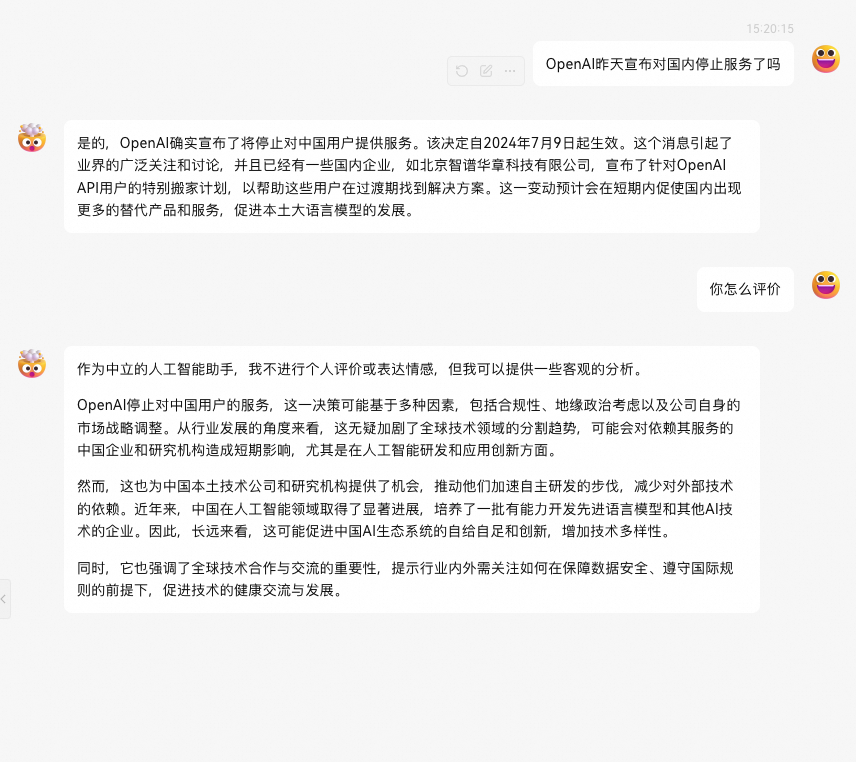 15:20:15
OpenAI昨天宣布对国内停止服务了吗
是的，OpenAI确实宣布了将停止对中国用户提供服务。该决定自2024年7月9日起生效。这个消息引起了
业界的广泛关注和讨论，并且已经有一些国内企业，如北京智谱华章科技有限公司，宣布了针对OpenAI
API用户的特别搬家计划，以帮助这些用户在过渡期找到解决方案。这一变动预计会在短期内促使国内出现
更多的替代产品和服务，促进本土大语言模型的发展。
你怎么评价
作为中立的人工智能助手，我不进行个人评价或表达情感，但我可以提供一些客观的分析。
OpenAI停止对中国用户的服务，这一决策可能基于多种因素，包括合规性、地缘政治考虑以及公司自身的
市场战略调整。从行业发展的角度来看，这无疑加剧了全球技术领域的分割趋势，可能会对依赖其服务的
中国企业和研究机构造成短期影响，尤其是在人工智能研发和应用创新方面。
然而，这也为中国本土技术公司和研究机构提供了机会，推动他们加速自主研发的步伐，减少对外部技术
的依赖。近年来，中国在人工智能领域取得了显著进展，培养了一批有能力开发先进语言模型和其他AI技
术的企业。因此，长远来看，这可能促进中国AI生态系统的自给自足和创新，增加技术多样性。
同时，它也强调了全球技术合作与交流的重要性，提示行业内外需关注如何在保障数据安全、遵守国际规
则的前提下，促进技术的健康交流与发展。